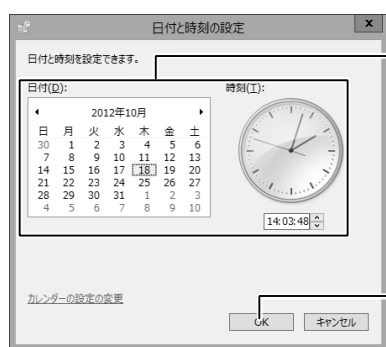 日付と時刻の設定
x
日付と時刻を設定できます。
日付(D): 時刻(T):
2012年10月
日 月 火 水 木 金 土
30 1 2 3 4 5 6
7 8 9 10 11 12 13
14 15 16 17 18 19 20
21 22 23 24 25 26 27
28 29 30 31 1 2 3
4 5 6 7 8 9 10
14:03:48
カレンダーの設定の変更
OK キャンセル